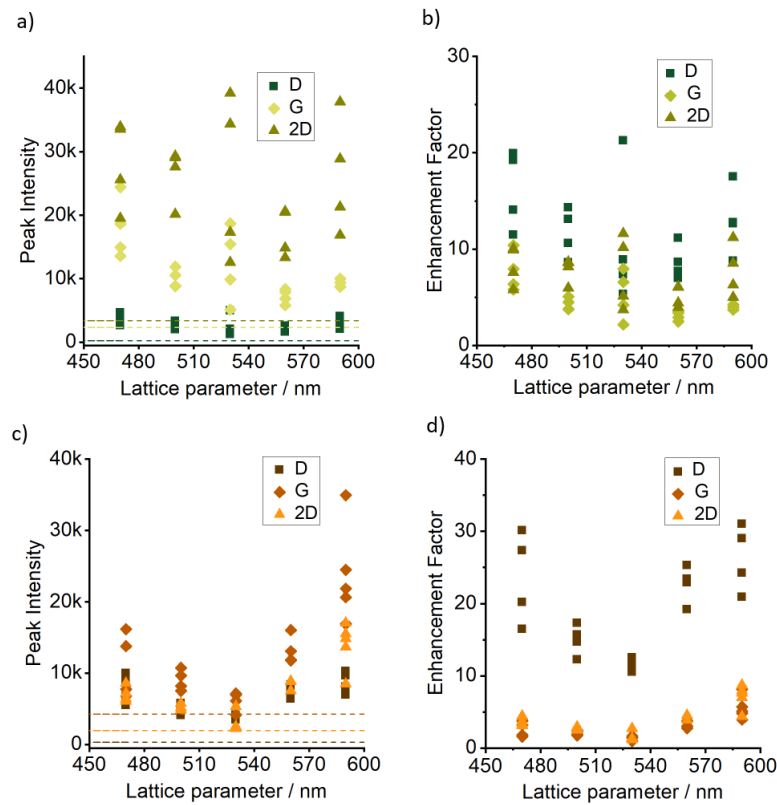 a)
Peak Intensity
40k
30k
20k
10k
0
D
G
2D
450 480 510 540 570 600
Lattice parameter / nm
b)
Enhancement Factor
30
20
10
0
D
G
2D
450 480 510 540 570 600
Lattice parameter / nm
c)
Peak Intensity
40k
30k
20k
10k
0
D
G
2D
450 480 510 540 570 600
Lattice parameter / nm
d)
Enhancement Factor
40
30
20
10
0
D
G
2D
450 480 510 540 570 600
Lattice parameter / nm